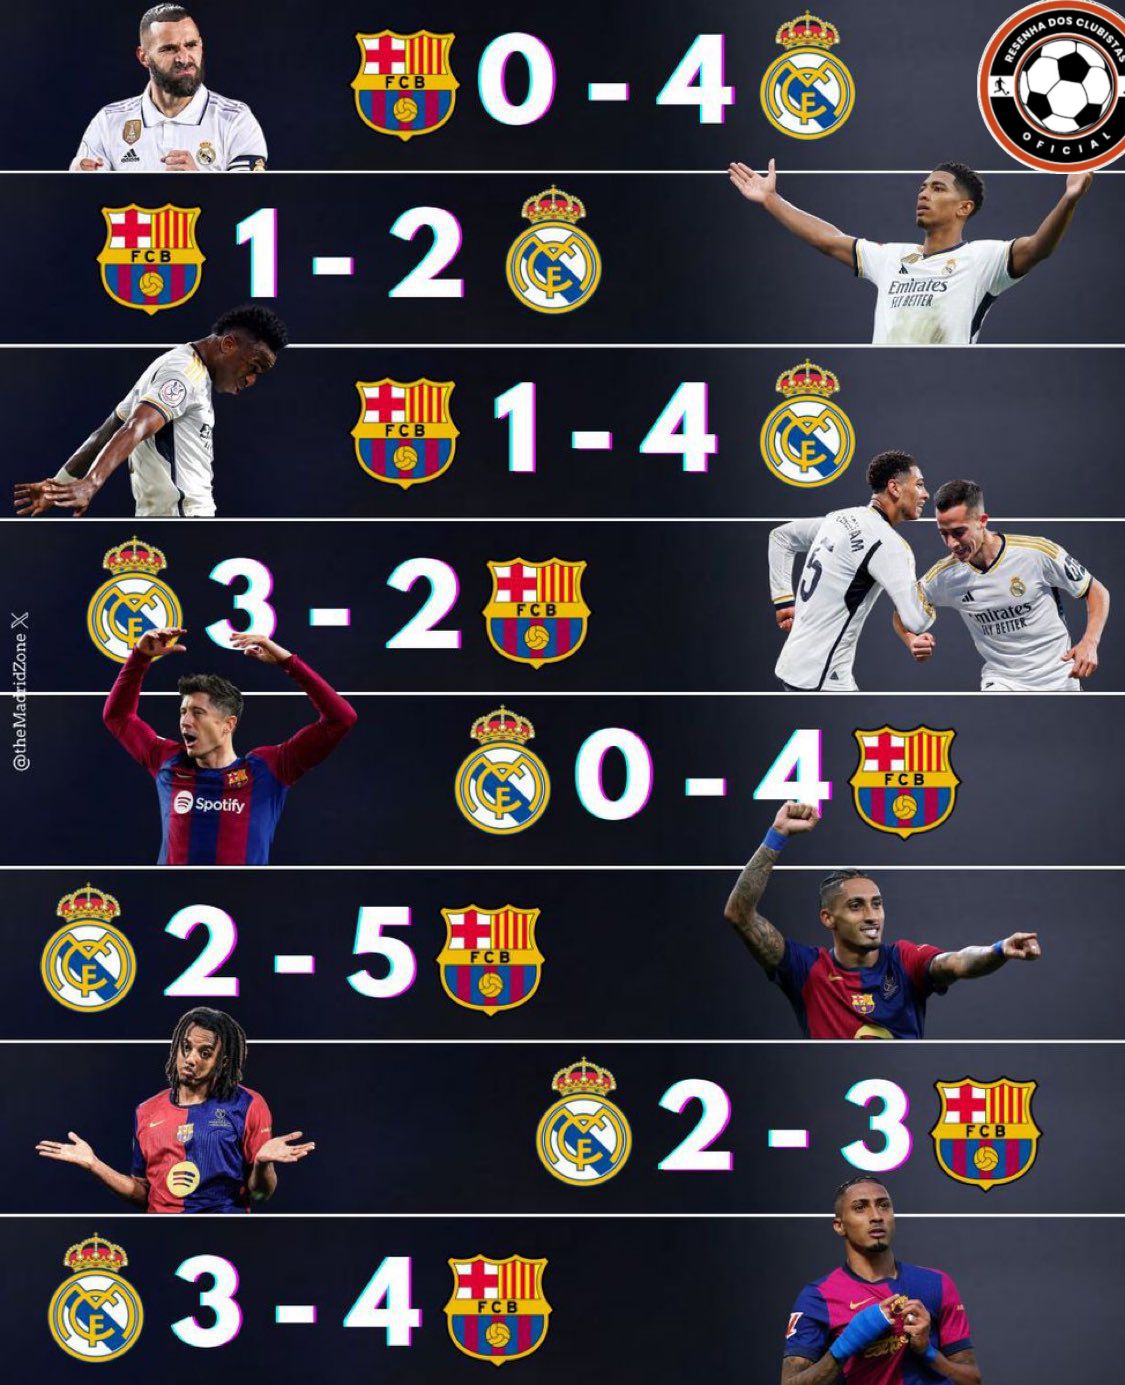 RESENHA DOS CLUBISTAS
OFICIAL
FCB 0 - 4
FCB 1 - 2
Emirates
FLY BETTER
FCB 1 - 4
3 - 2 FCB
5
Emirates
FLY BETTER
@theMadridZone X
0 - 4 FCB
Spotify
2 - 5 FCB
2 - 3 FCB
3 - 4 FCB